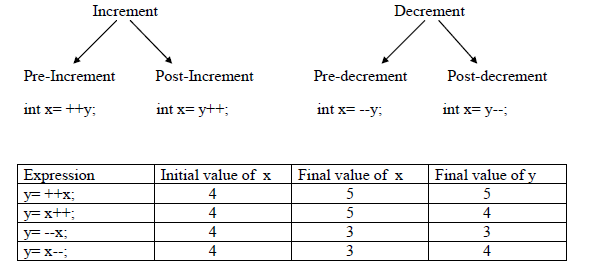 Increment Decrement
Pre-Increment Post-Increment Pre-decrement Post-decrement
int x= ++y; int x= y++; int x= --y; int x= y--;
Expression Initial value of x Final value of x Final value of y
y= ++x; 4 5 5
y= x++; 4 5 4
y= --x; 4 3 3
y= x--; 4 3 4